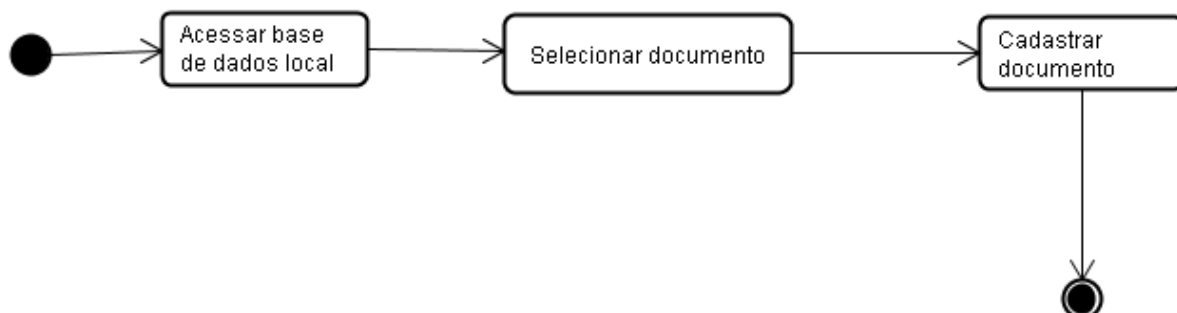 Acessar base
de dados local
Selecionar documento
Cadastrar
documento